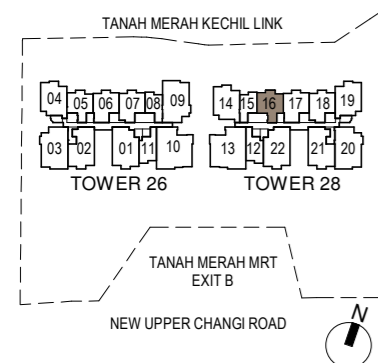 TANAH MERAH KECHIL LINK
04 05 06 07 08 09 14 15 16 17 18 19
03 02 01 11 10 13 12 22 21 20
TOWER 26 TOWER 28
TANAH MERAH MRT
EXIT B
NEW UPPER CHANGI ROAD
N